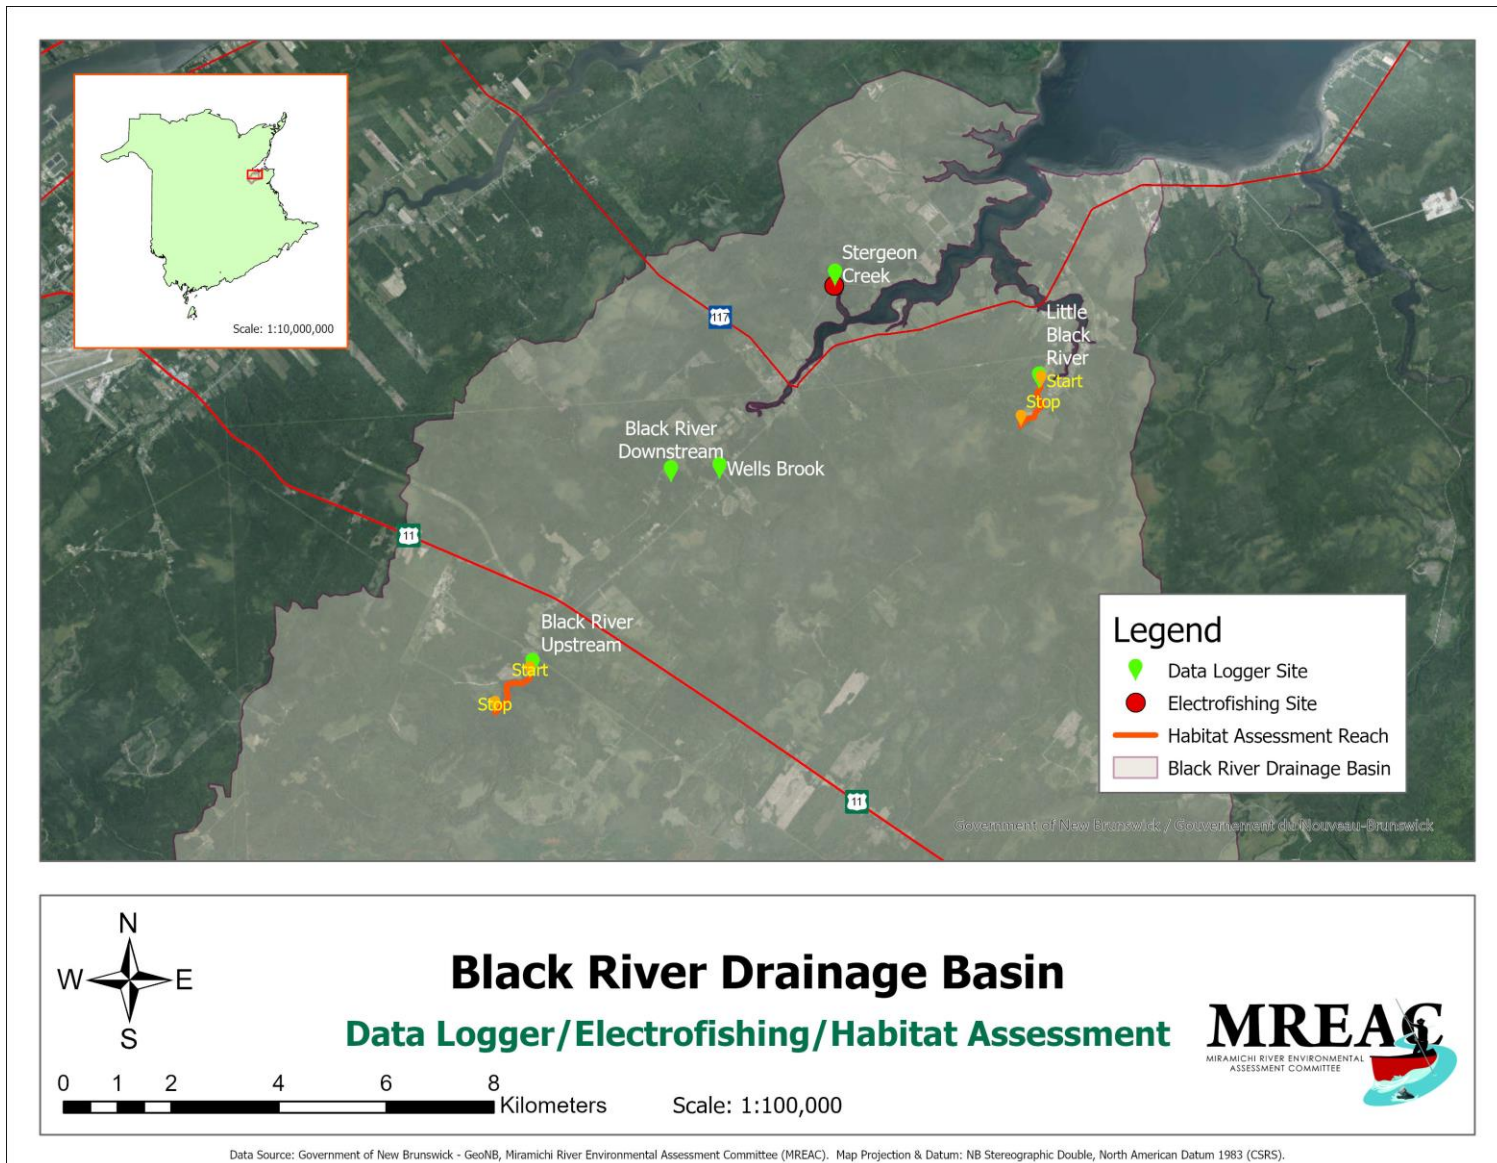 Scale: 1:10,000,000
Stergeon
Creek
117
Little
Black
River
Start
Stop
Black River
Downstream
Wells Brook
11
Black River
Upstream
Start
Stop
11
Legend
Data Logger Site
Electrofishing Site
Habitat Assessment Reach
Black River Drainage Basin
Government of New Brunswick / Gouvernement du Nouveau-Brunswick
N
W E
S
Black River Drainage Basin
Data Logger/Electrofishing/Habitat Assessment
0 1 2 4 6 8
Kilometers
Scale: 1:100,000
MREAC
MIRAMICHI RIVER ENVIRONMENTAL
ASSESSMENT COMMITTEE
Data Source: Government of New Brunswick - GeoNB, Miramichi River Environmental Assessment Committee (MREAC). Map Projection & Datum: NB Stereographic Double, North American Datum 1983 (CSRS).